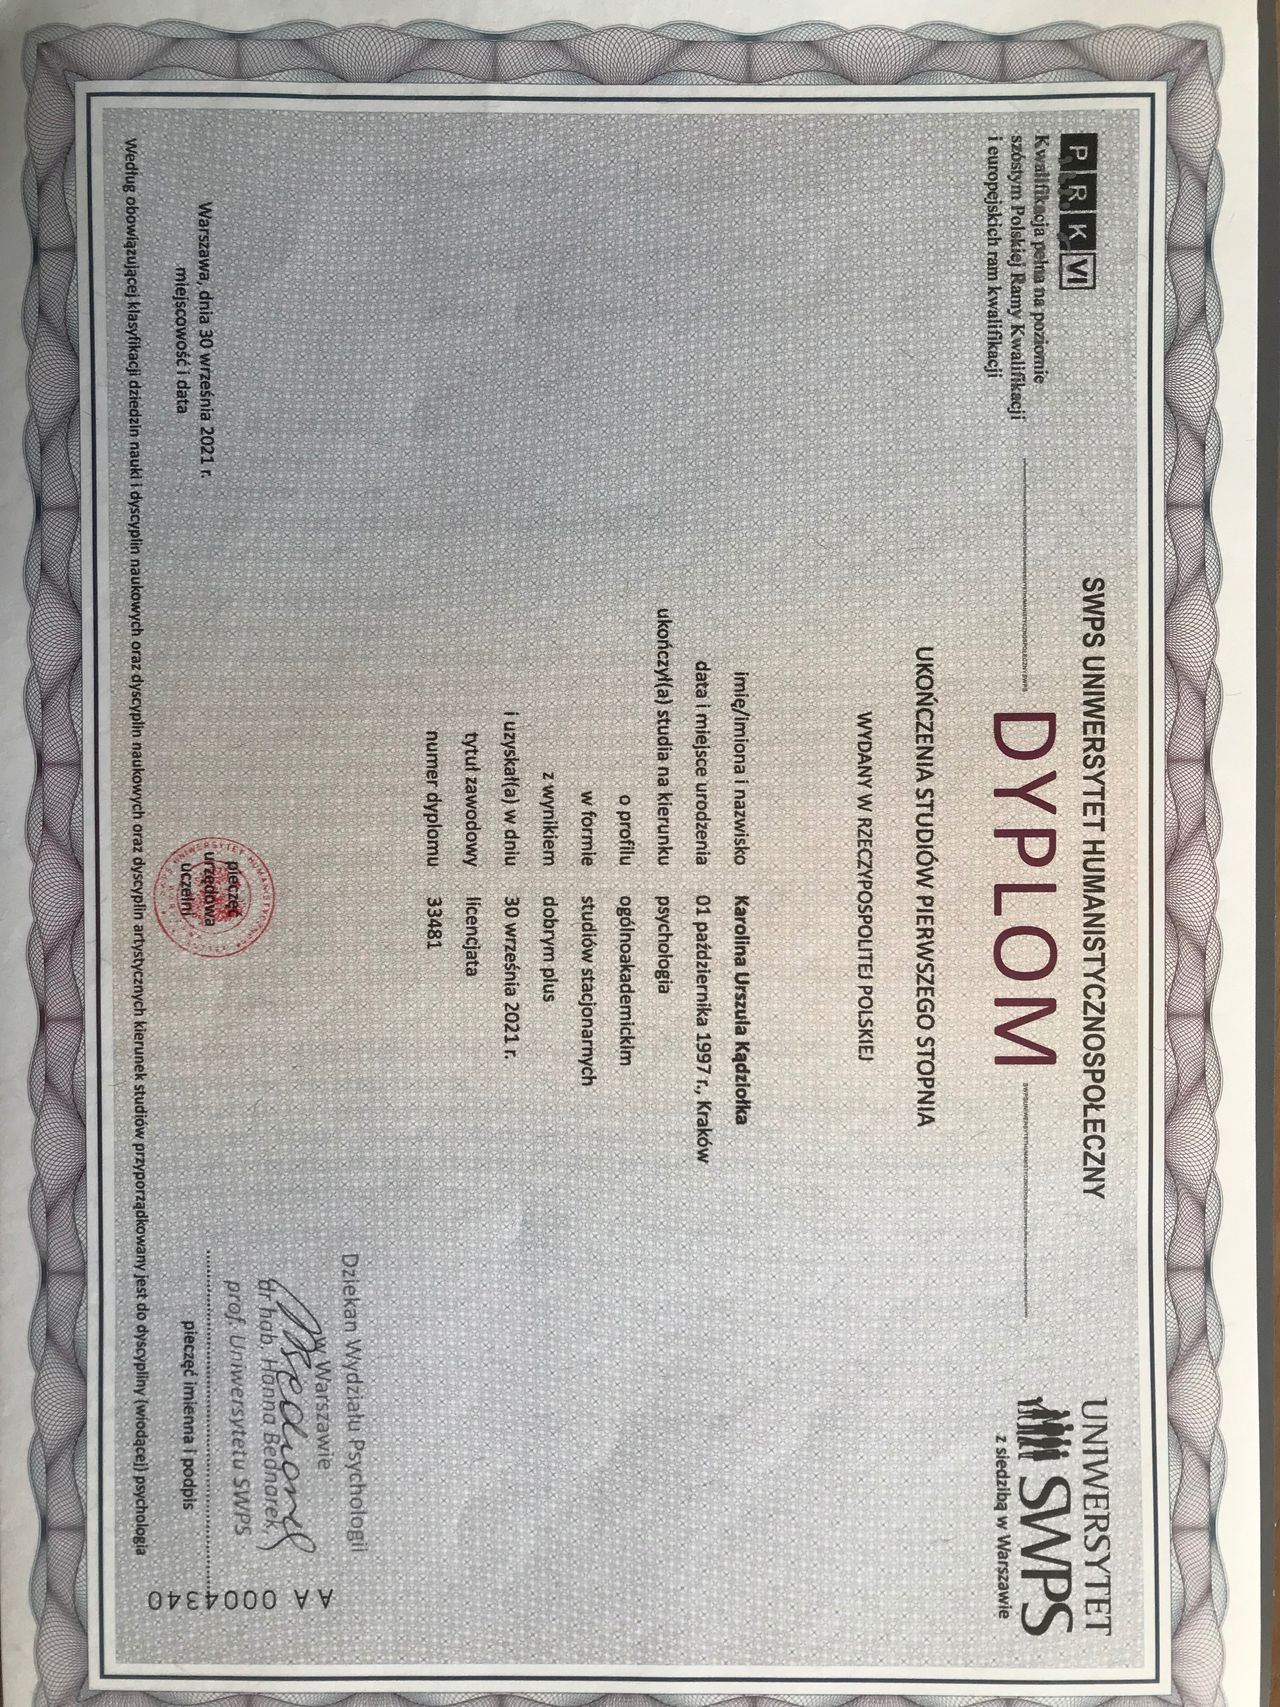 PRK VI
Kwalifikacja pełna na poziomie
szóstym Polskiej Ramy Kwalifikacji
i europejskich ram kwalifikacji
SWPS UNIWERSYTET HUMANISTYCZNOSPOŁECZNY
UNIWERSYTET
SWPS
z siedzibą w Warszawie
DYPLOM
UKOŃCZENIA STUDIÓW PIERWSZEGO STOPNIA
WYDANY W RZECZYPOSPOLITEJ POLSKIEJ
imię/imiona i nazwisko Karolina Urszula Kądziołka
data i miejsce urodzenia 01 października 1997 r., Kraków
ukończył(a) studia na kierunku psychologia
o profilu ogólnoakademickim
w formie studiów stacjonarnych
z wynikiem dobrym plus
i uzyskał(a) w dniu 30 września 2021 r.
tytuł zawodowy licencjata
numer dyplomu 33481
Dziekan Wydziału Psychologii
w Warszawie
dr hab. Hanna Bednarek,
prof. Uniwersytetu SWPS
pieczęć imienna i podpis
pieczęć
urzędowa
uczelni
Warszawa, dnia 30 września 2021 r.
miejscowość i data
AA 0004340
Według obowiązującej klasyfikacji dziedzin nauki i dyscyplin naukowych oraz dyscyplin naukowych oraz dyscyplin artystycznych kierunek studiów przyporządkowany jest do dyscypliny (wiodącej) psychologia